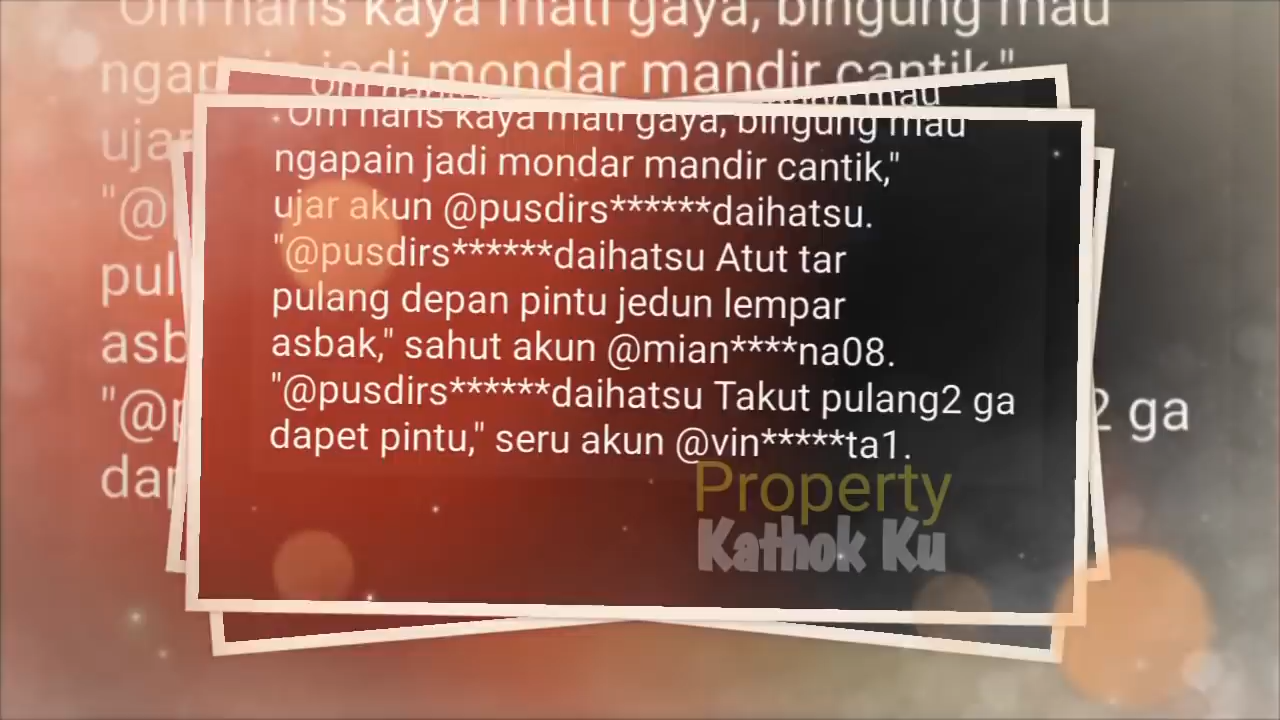 "Om haris kaya mati gaya, bingung mau
ngapain jadi mondar mandir cantik,"
ujar akun @pusdirs******daihatsu.
"@pusdirs******daihatsu Atut tar
pulang depan pintu jedun lempar
asbak," sahut akun @mian****na08.
"@pusdirs******daihatsu Takut pulang2 ga
dapet pintu," seru akun @vin*****ta1.
Property
Kathok Ku